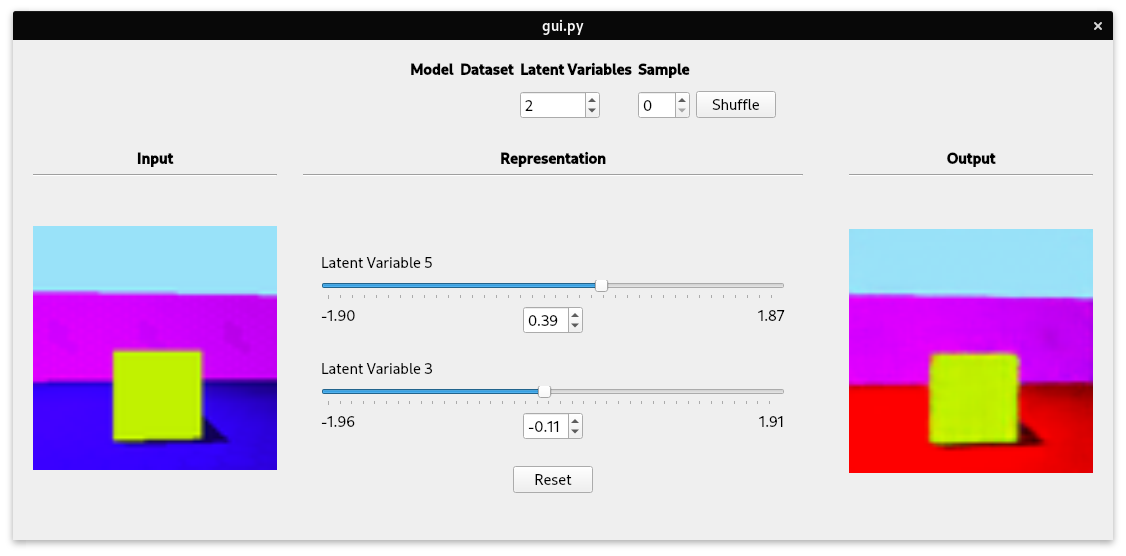 gui.py ×
Model Dataset Latent Variables Sample
2 0 Shuffle
Input Representation Output
Latent Variable 5
-1.90 0.39 1.87
Latent Variable 3
-1.96 -0.11 1.91
Reset